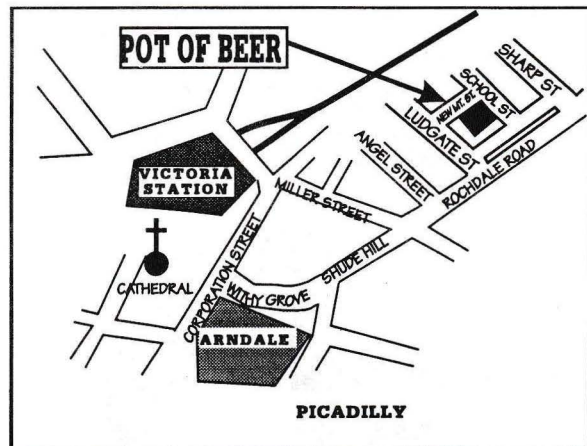 POT OF BEER
SHARP ST
SCHOOL ST
NEW MT. ST.
LUDGATE ST.
ANGEL STREET
ROCHDALE ROAD
VICTORIA
STATION
MILLER STREET
SHUDE HILL
CATHEDRAL
CORPORATION STREET
WITHY GROVE
ARNDALE
PICADILLY